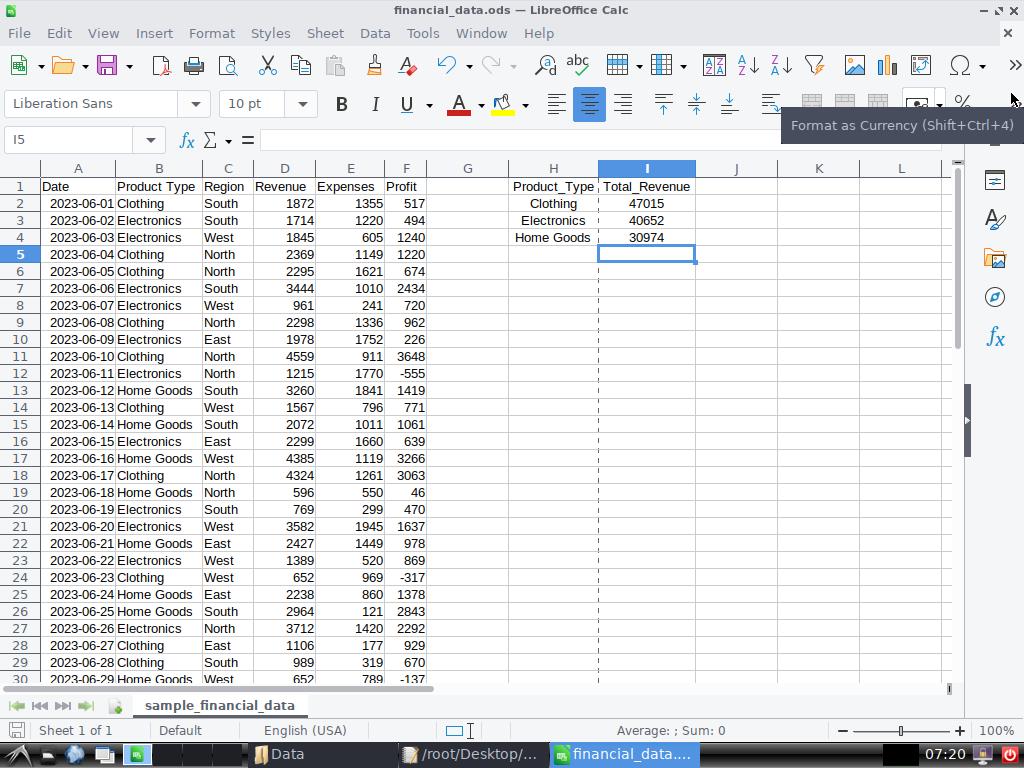 financial_data.ods — LibreOffice Calc
File Edit View Insert Format Styles Sheet Data Tools Window Help
Liberation Sans 10 pt B I U A %
Format as Currency (Shift+Ctrl+4)
I5 fx Σ =
A B C D E F G H I J K L
1 Date Product Type Region Revenue Expenses Profit Product_Type Total_Revenue
2 2023-06-01 Clothing South 1872 1355 517 Clothing 47015
3 2023-06-02 Electronics South 1714 1220 494 Electronics 40652
4 2023-06-03 Electronics West 1845 605 1240 Home Goods 30974
5 2023-06-04 Clothing North 2369 1149 1220
6 2023-06-05 Clothing North 2295 1621 674
7 2023-06-06 Electronics South 3444 1010 2434
8 2023-06-07 Electronics West 961 241 720
9 2023-06-08 Clothing North 2298 1336 962
10 2023-06-09 Electronics East 1978 1752 226
11 2023-06-10 Clothing North 4559 911 3648
12 2023-06-11 Electronics North 1215 1770 -555
13 2023-06-12 Home Goods South 3260 1841 1419
14 2023-06-13 Clothing West 1567 796 771
15 2023-06-14 Home Goods South 2072 1011 1061
16 2023-06-15 Electronics East 2299 1660 639
17 2023-06-16 Home Goods West 4385 1119 3266
18 2023-06-17 Clothing North 4324 1261 3063
19 2023-06-18 Home Goods North 596 550 46
20 2023-06-19 Electronics South 769 299 470
21 2023-06-20 Electronics West 3582 1945 1637
22 2023-06-21 Home Goods East 2427 1449 978
23 2023-06-22 Electronics West 1389 520 869
24 2023-06-23 Clothing West 652 969 -317
25 2023-06-24 Home Goods East 2238 860 1378
26 2023-06-25 Home Goods South 2964 121 2843
27 2023-06-26 Electronics North 3712 1420 2292
28 2023-06-27 Clothing East 1106 177 929
29 2023-06-28 Clothing South 989 319 670
30 2023-06-29 Home Goods West 652 789 -137
sample_financial_data
Sheet 1 of 1 Default English (USA) Average: ; Sum: 0 100%
Data /root/Desktop/... financial_data.... 07:20